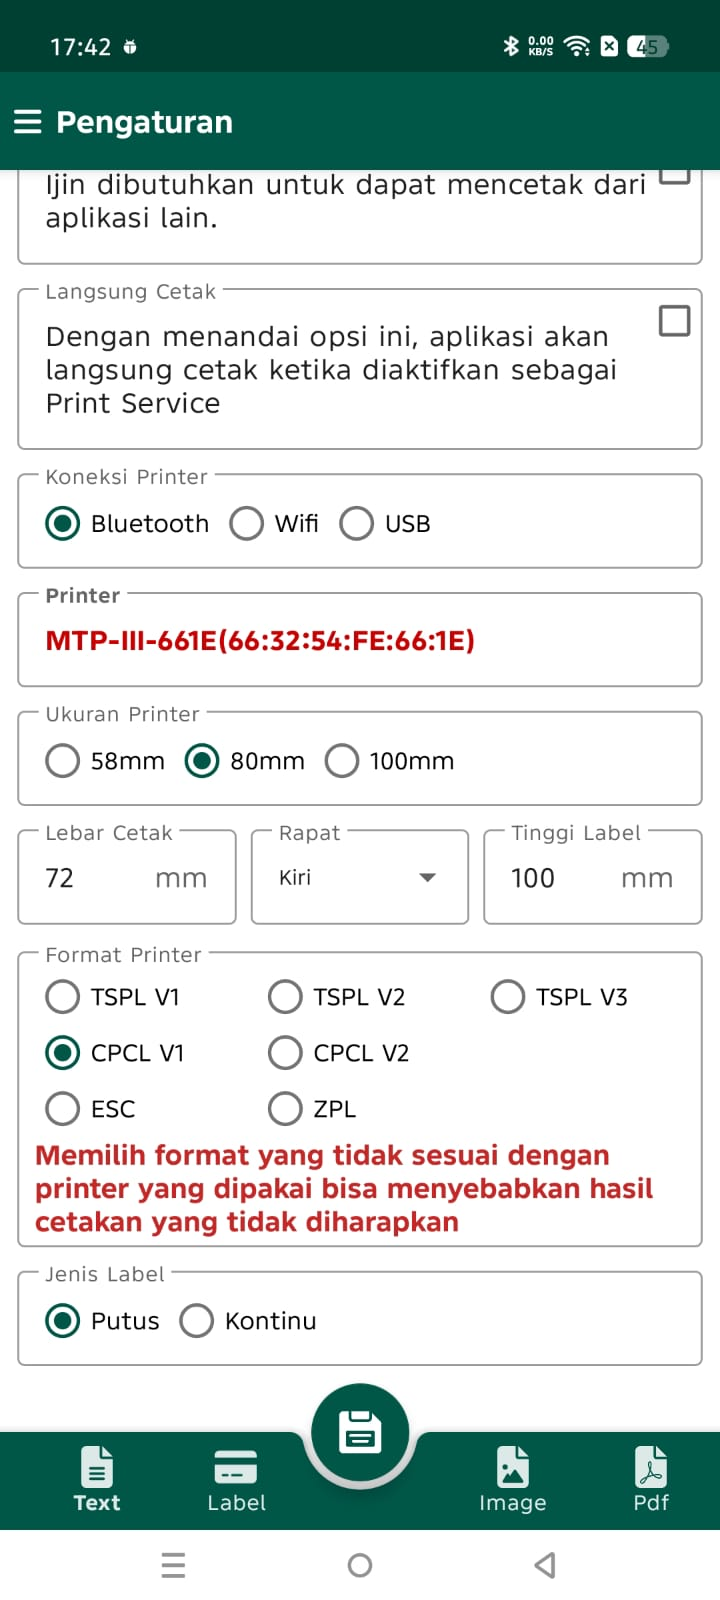 17:42
0.00
KB/S
45
Pengaturan
Ijin dibutuhkan untuk dapat mencetak dari
aplikasi lain.
Langsung Cetak
Dengan menandai opsi ini, aplikasi akan
langsung cetak ketika diaktifkan sebagai
Print Service
Koneksi Printer
Bluetooth Wifi USB
Printer
MTP-III-661E(66:32:54:FE:66:1E)
Ukuran Printer
58mm 80mm 100mm
Lebar Cetak Rapat Tinggi Label
72 mm Kiri 100 mm
Format Printer
TSPL V1 TSPL V2 TSPL V3
CPCL V1 CPCL V2
ESC ZPL
Memilih format yang tidak sesuai dengan
printer yang dipakai bisa menyebabkan hasil
cetakan yang tidak diharapkan
Jenis Label
Putus Kontinu
Text Label Image Pdf